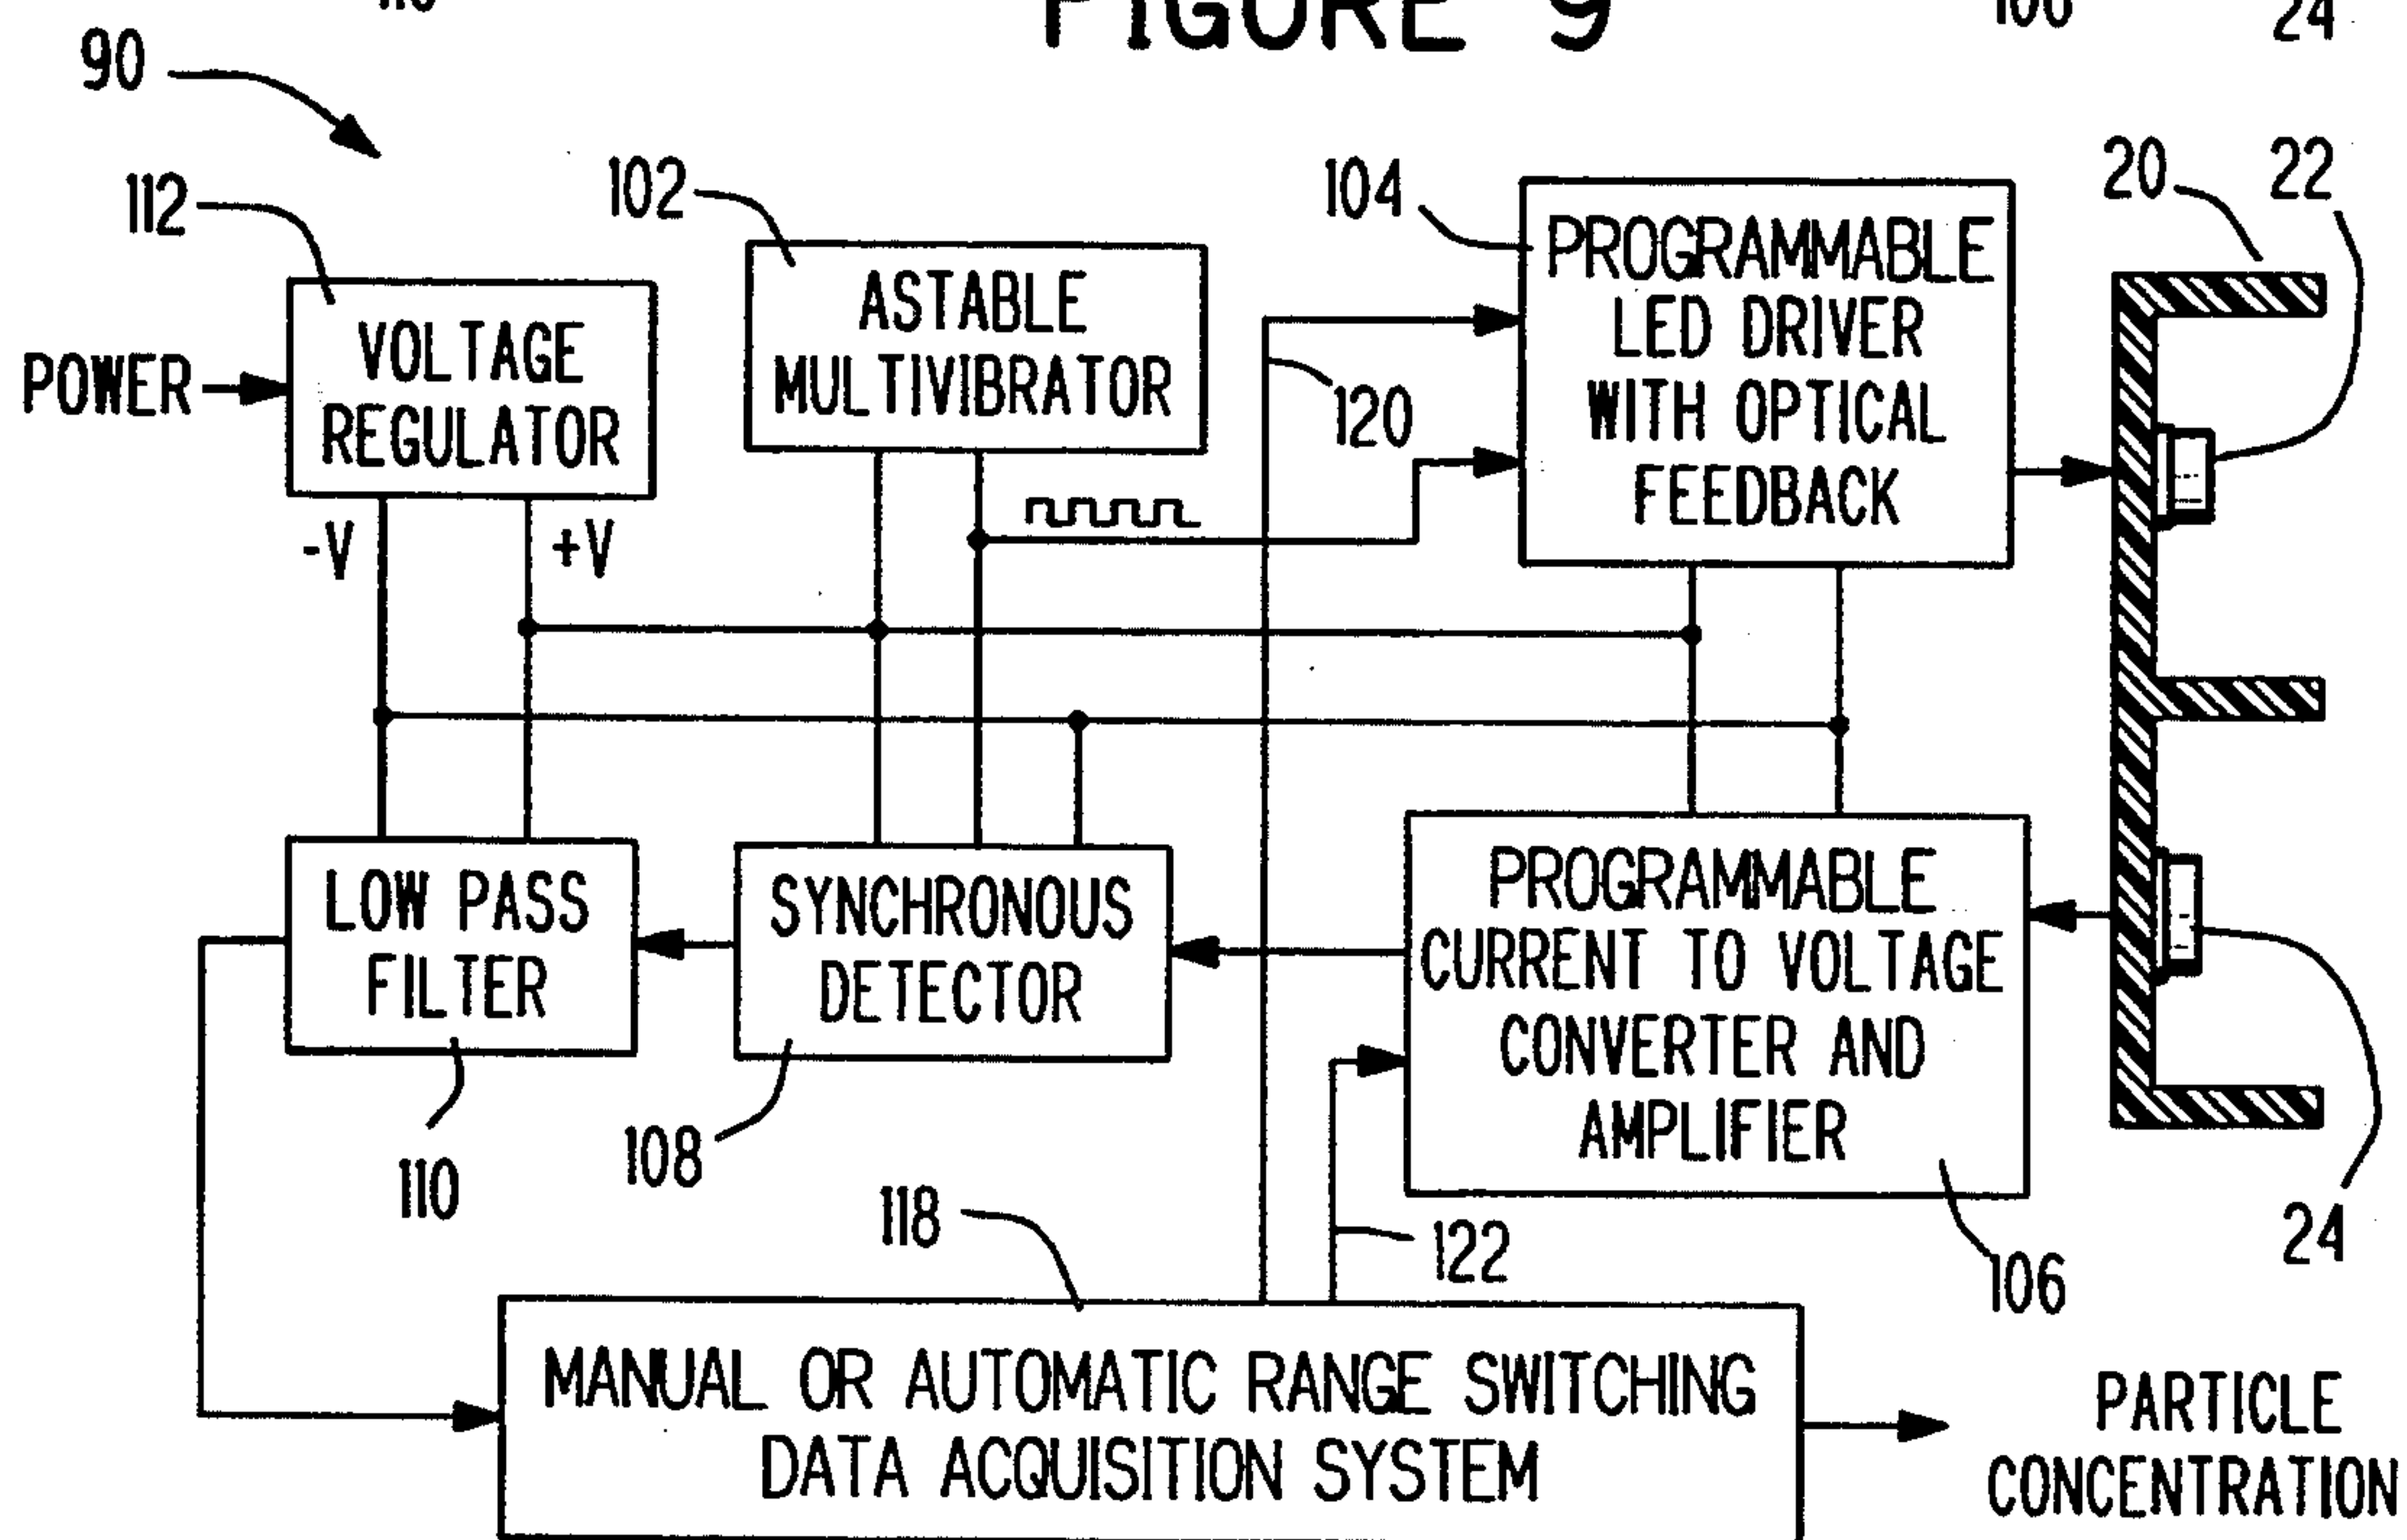 FIGURE 9
24
90
112
102
104
20
22
POWER
VOLTAGE
REGULATOR
ASTABLE
MULTIVIBRATOR
PROGRAMMABLE
LED DRIVER
WITH OPTICAL
FEEDBACK
120
-V
+V
LOW PASS
FILTER
SYNCHRONOUS
DETECTOR
PROGRAMMABLE
CURRENT TO VOLTAGE
CONVERTER AND
AMPLIFIER
110
108
118
122
106
24
MANUAL OR AUTOMATIC RANGE SWITCHING
DATA ACQUISITION SYSTEM
PARTICLE
CONCENTRATION